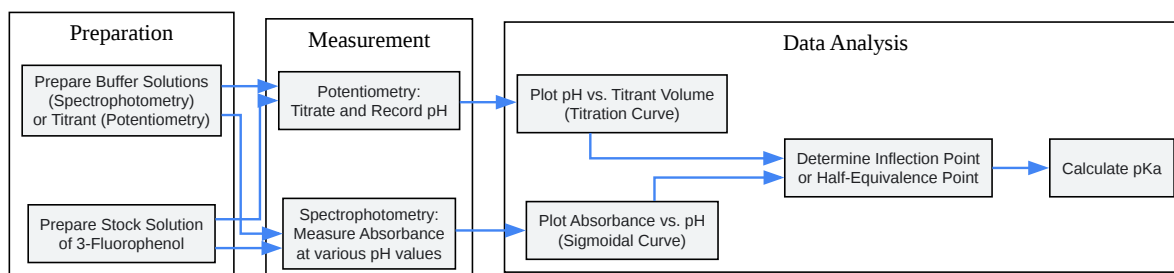 Preparation
Prepare Buffer Solutions
(Spectrophotometry)
or Titrant (Potentiometry)
Prepare Stock Solution
of 3-Fluorophenol
Measurement
Potentiometry:
Titrate and Record pH
Spectrophotometry:
Measure Absorbance
at various pH values
Data Analysis
Plot pH vs. Titrant Volume
(Titration Curve)
Plot Absorbance vs. pH
(Sigmoidal Curve)
Determine Inflection Point
or Half-Equivalence Point
Calculate pKa